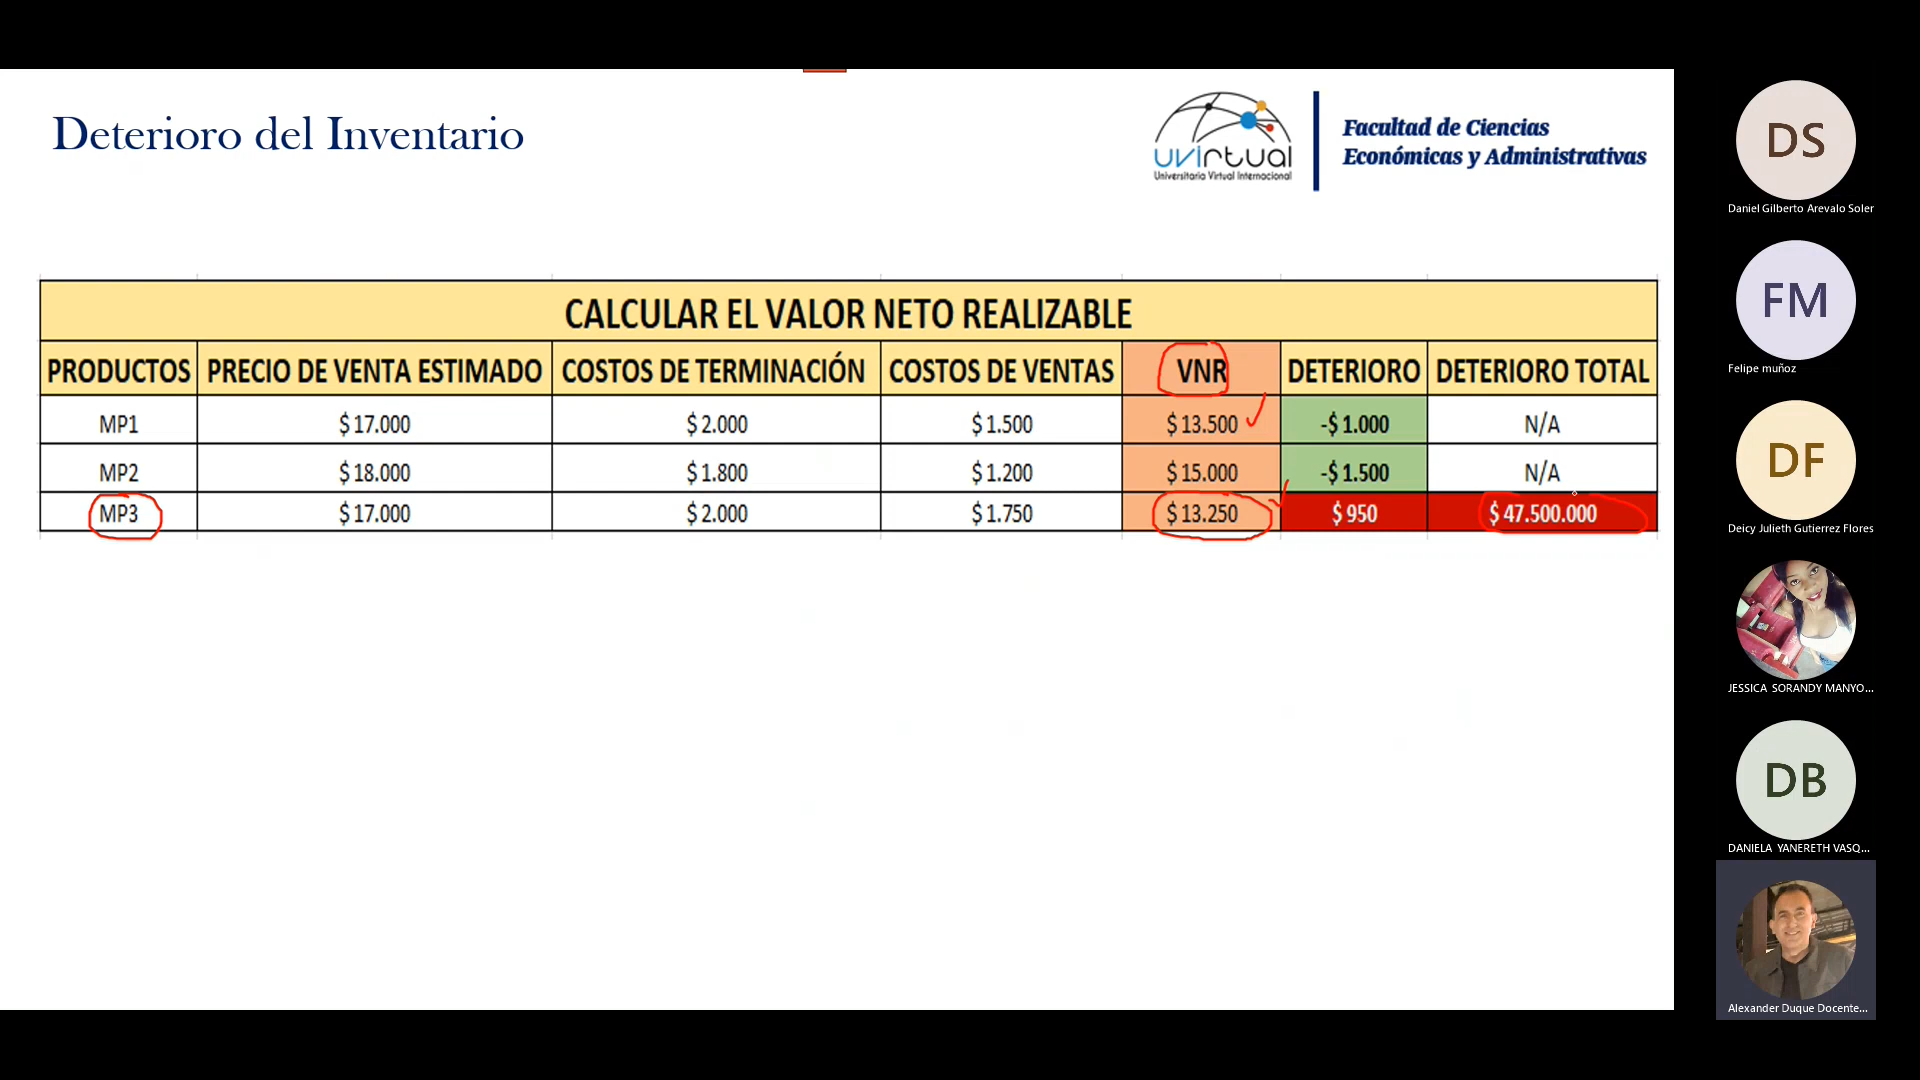 Deterioro del Inventario
uvirtual
Universitaria Virtual Internacional
Facultad de Ciencias
Económicas y Administrativas
CALCULAR EL VALOR NETO REALIZABLE
PRODUCTOS PRECIO DE VENTA ESTIMADO COSTOS DE TERMINACIÓN COSTOS DE VENTAS VNR DETERIORO DETERIORO TOTAL
MP1 $ 17.000 $ 2.000 $ 1.500 $ 13.500 -$ 1.000 N/A
MP2 $ 18.000 $ 1.800 $ 1.200 $ 15.000 -$ 1.500 N/A
MP3 $ 17.000 $ 2.000 $ 1.750 $ 13.250 $ 950 $ 47.500.000
DS
Daniel Gilberto Arevalo Soler
FM
Felipe muñoz
DF
Deicy Julieth Gutierrez Flores
JESSICA SORANDY MANYO...
DB
DANIELA YANERETH VASQ...
Alexander Duque Docente...